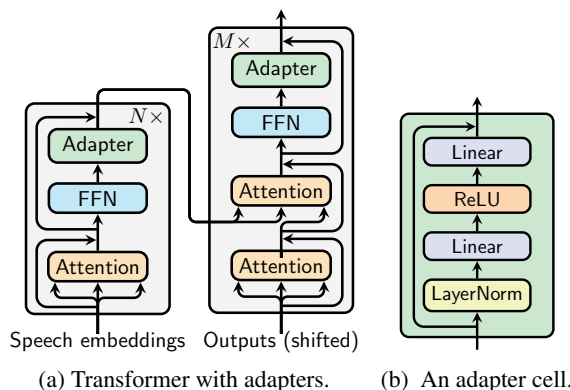 N×
Adapter
FFN
Attention
Speech embeddings
M×
Adapter
FFN
Attention
Attention
Outputs (shifted)
(a) Transformer with adapters.
Linear
ReLU
Linear
LayerNorm
(b) An adapter cell.